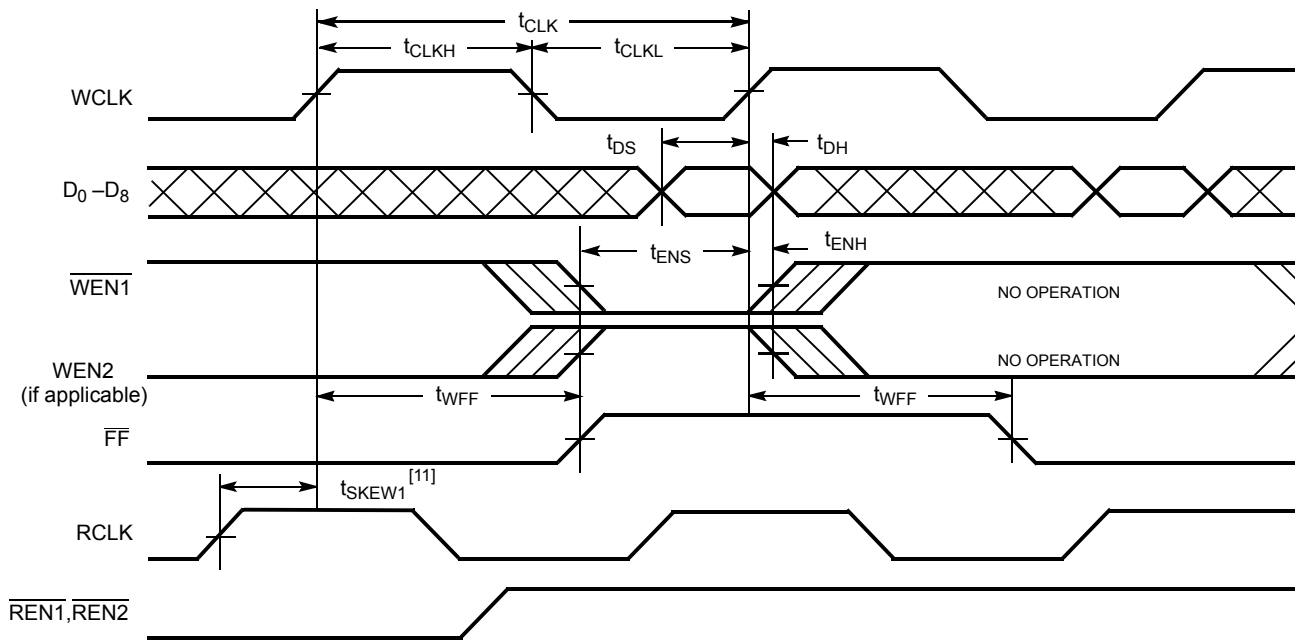 tCLK
tCLKH
tCLKL
WCLK
tDS
tDH
D0 –D8
tENS
tENH
WEN1
NO OPERATION
NO OPERATION
WEN2
(if applicable)
tWFF
tWFF
FF
tSKEW1 [11]
RCLK
REN1,REN2